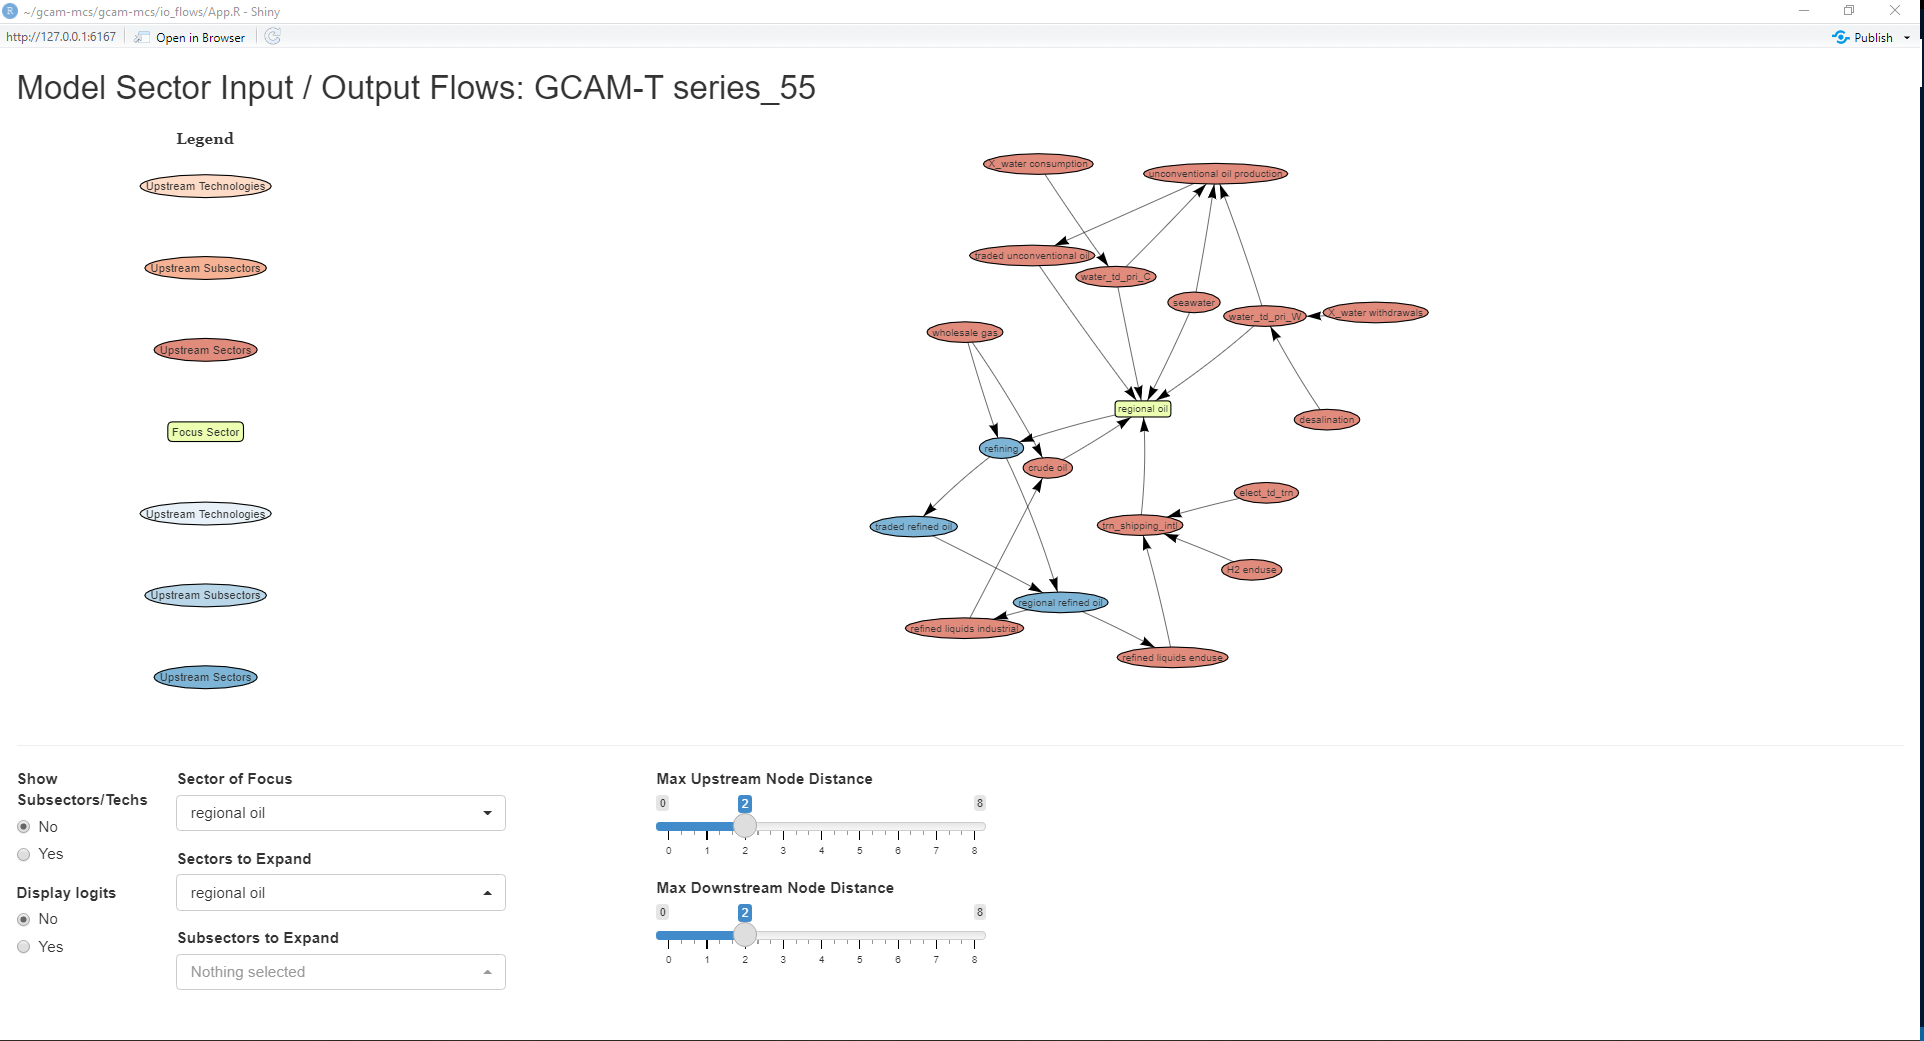 ~/gcam-mcs/gcam-mcs/io_flows/App.R - Shiny
http://127.0.0.1:6167
Open in Browser
Publish
Model Sector Input / Output Flows: GCAM-T series_55
Legend
Upstream Technologies
Upstream Subsectors
Upstream Sectors
Focus Sector
Upstream Technologies
Upstream Subsectors
Upstream Sectors
X_water consumption
unconventional oil production
traded unconventional oil
water_td_pri_C
seawater
water_td_pri_W
X_water withdrawals
wholesale gas
regional oil
desalination
refining
crude oil
elect_td_trn
traded refined oil
trn_shipping_intl
H2 enduse
regional refined oil
refined liquids industrial
refined liquids enduse
Show
Subsectors/Techs
No
Yes
Display logits
No
Yes
Sector of Focus
regional oil
Sectors to Expand
regional oil
Subsectors to Expand
Nothing selected
Max Upstream Node Distance
0 2 8
0 1 2 3 4 5 6 7 8
Max Downstream Node Distance
0 2 8
0 1 2 3 4 5 6 7 8